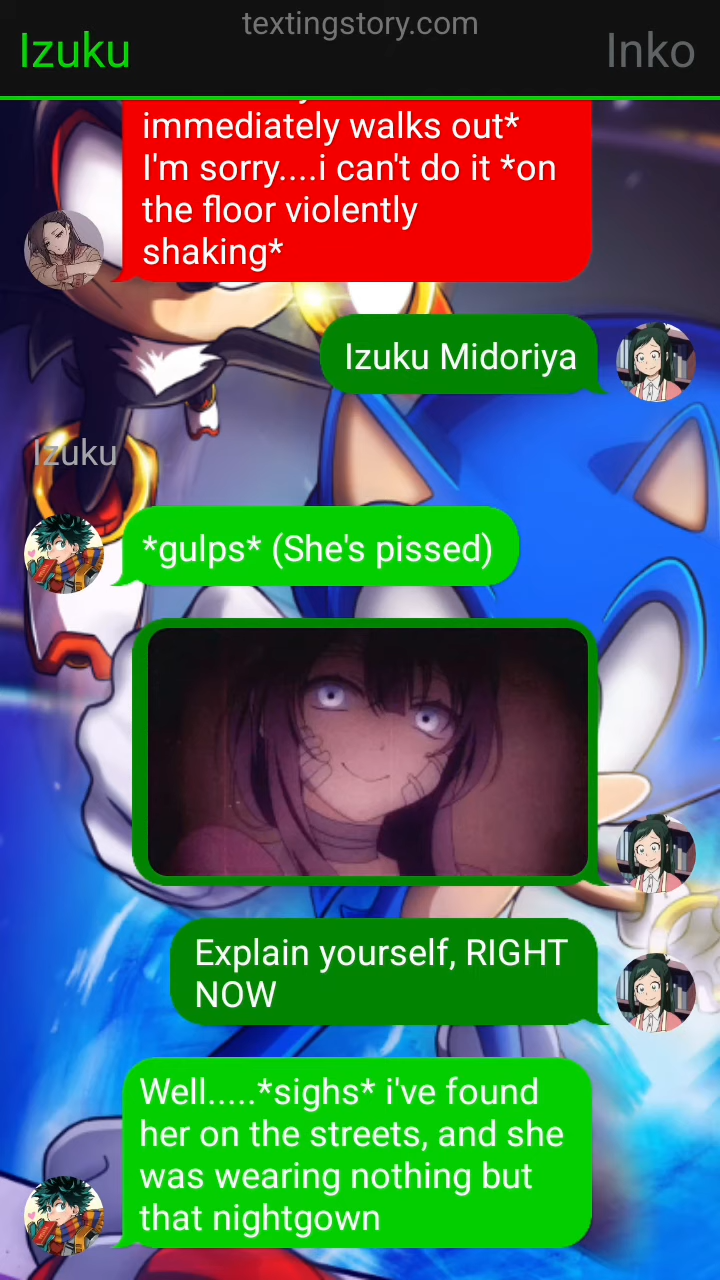 textingstory.com
Izuku
Inko
immediately walks out*
I'm sorry....i can't do it *on
the floor violently
shaking*
Izuku Midoriya
Izuku
*gulps* (She's pissed)
Explain yourself, RIGHT
NOW
Well.....*sighs* i've found
her on the streets, and she
was wearing nothing but
that nightgown